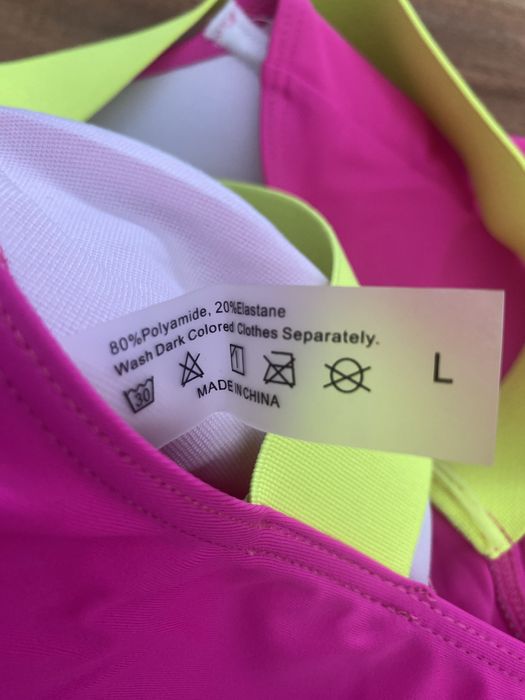 80%Polyamide, 20%Elastane
Wash Dark Colored Clothes Separately.
30
L
MADE IN CHINA